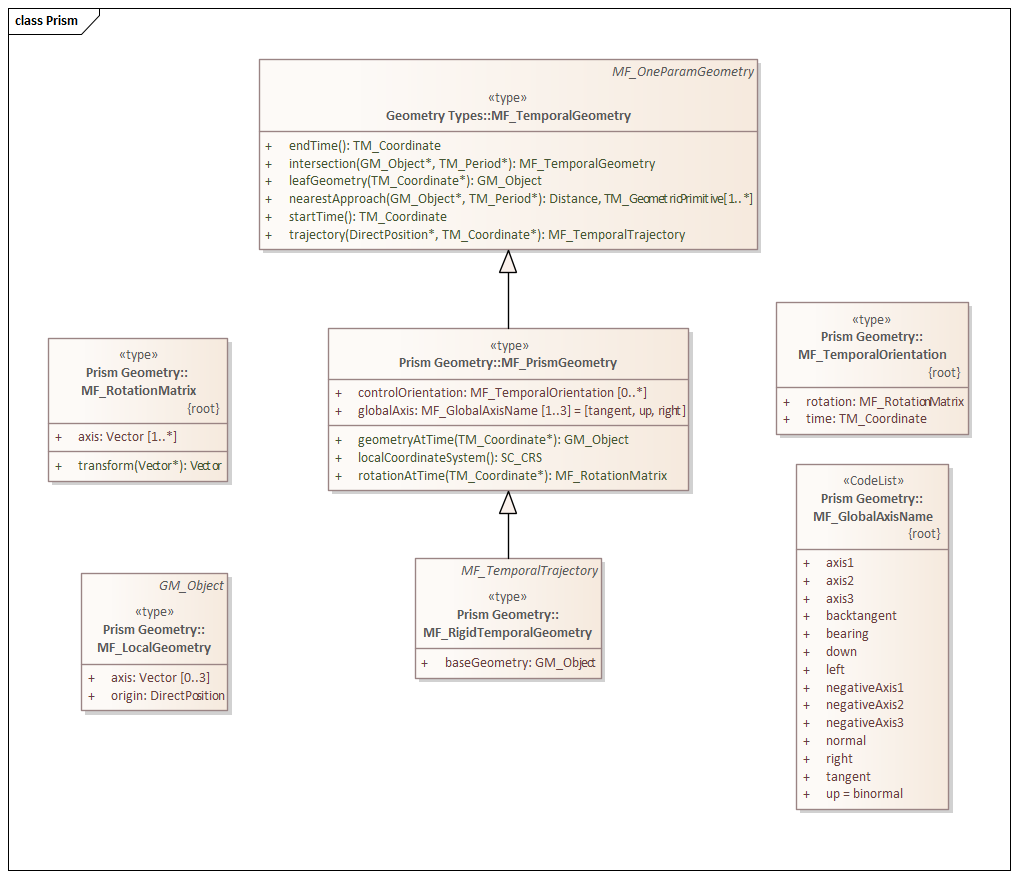 class Prism
MF_OneParamGeometry
«type»
Geometry Types::MF_TemporalGeometry
+ endTime(): TM_Coordinate
+ intersection(GM_Object*, TM_Period*): MF_TemporalGeometry
+ leafGeometry(TM_Coordinate*): GM_Object
+ nearestApproach(GM_Object*, TM_Period*): Distance, TM_GeometricPrimitive[1..*]
+ startTime(): TM_Coordinate
+ trajectory(DirectPosition*, TM_Coordinate*): MF_TemporalTrajectory
«type»
Prism Geometry::
MF_RotationMatrix
{root}
+ axis: Vector [1..*]
+ transform(Vector*): Vector
«type»
Prism Geometry::MF_PrismGeometry
+ controlOrientation: MF_TemporalOrientation [0..*]
+ globalAxis: MF_GlobalAxisName [1..3] = [tangent, up, right]
+ geometryAtTime(TM_Coordinate*): GM_Object
+ localCoordinateSystem(): SC_CRS
+ rotationAtTime(TM_Coordinate*): MF_RotationMatrix
«type»
Prism Geometry::
MF_TemporalOrientation
{root}
+ rotation: MF_RotationMatrix
+ time: TM_Coordinate
GM_Object
«type»
Prism Geometry::
MF_LocalGeometry
+ axis: Vector [0..3]
+ origin: DirectPosition
MF_TemporalTrajectory
«type»
Prism Geometry::
MF_RigidTemporalGeometry
+ baseGeometry: GM_Object
«CodeList»
Prism Geometry::
MF_GlobalAxisName
{root}
+ axis1
+ axis2
+ axis3
+ backtangent
+ bearing
+ down
+ left
+ negativeAxis1
+ negativeAxis2
+ negativeAxis3
+ normal
+ right
+ tangent
+ up = binormal